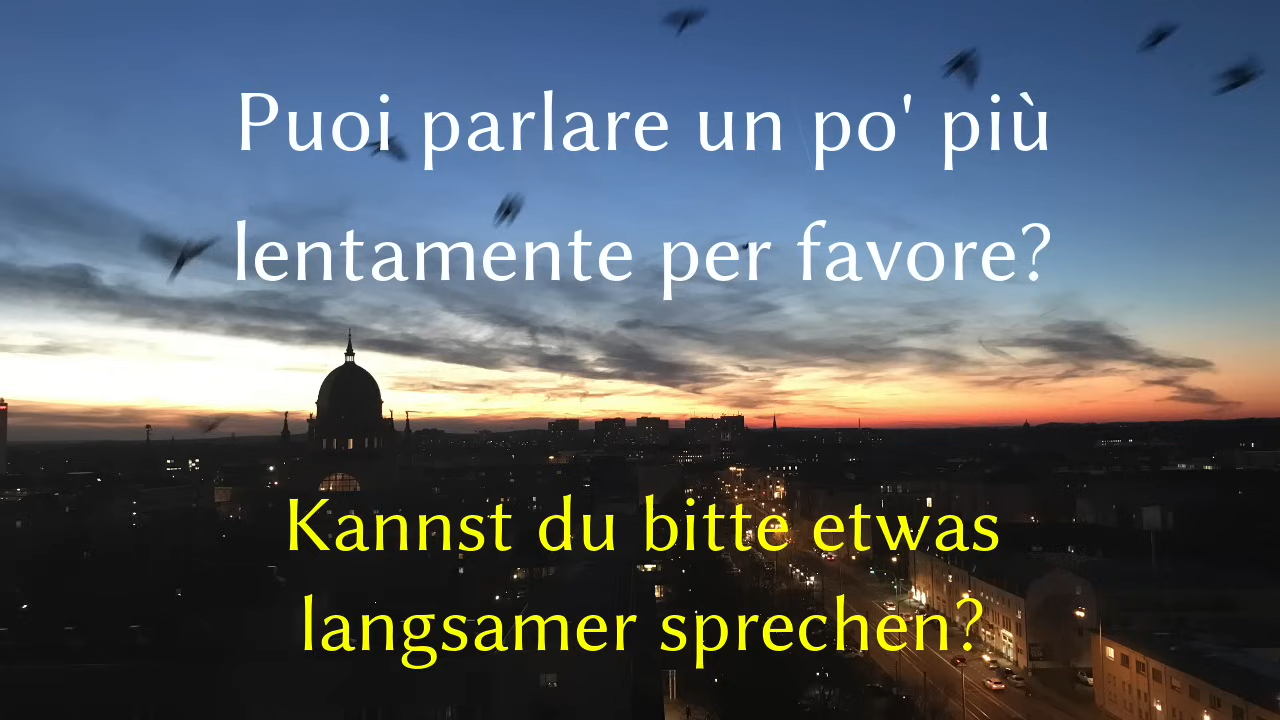 Puoi parlare un po' più
lentamente per favore?
Kannst du bitte etwas
langsamer sprechen?